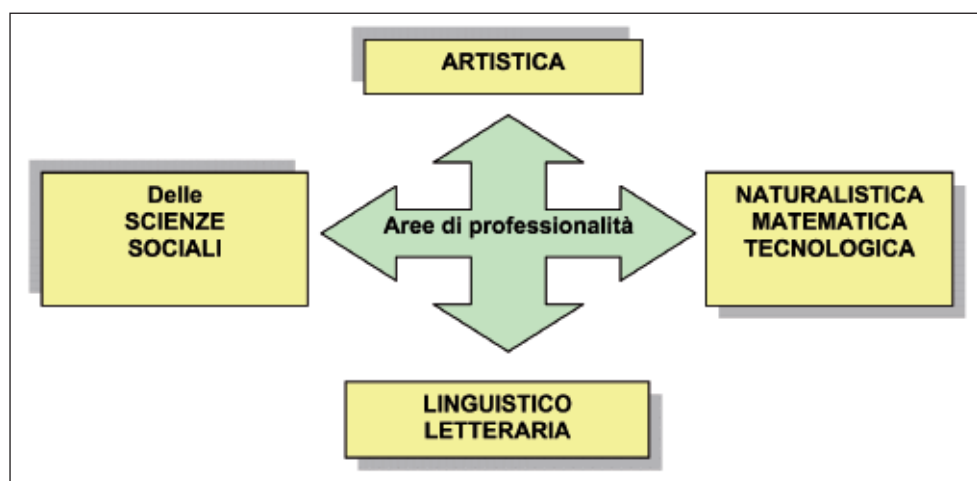 ARTISTICA
Delle
SCIENZE
SOCIALI
Aree di professionalità
NATURALISTICA
MATEMATICA
TECNOLOGICA
LINGUISTICO
LETTERARIA